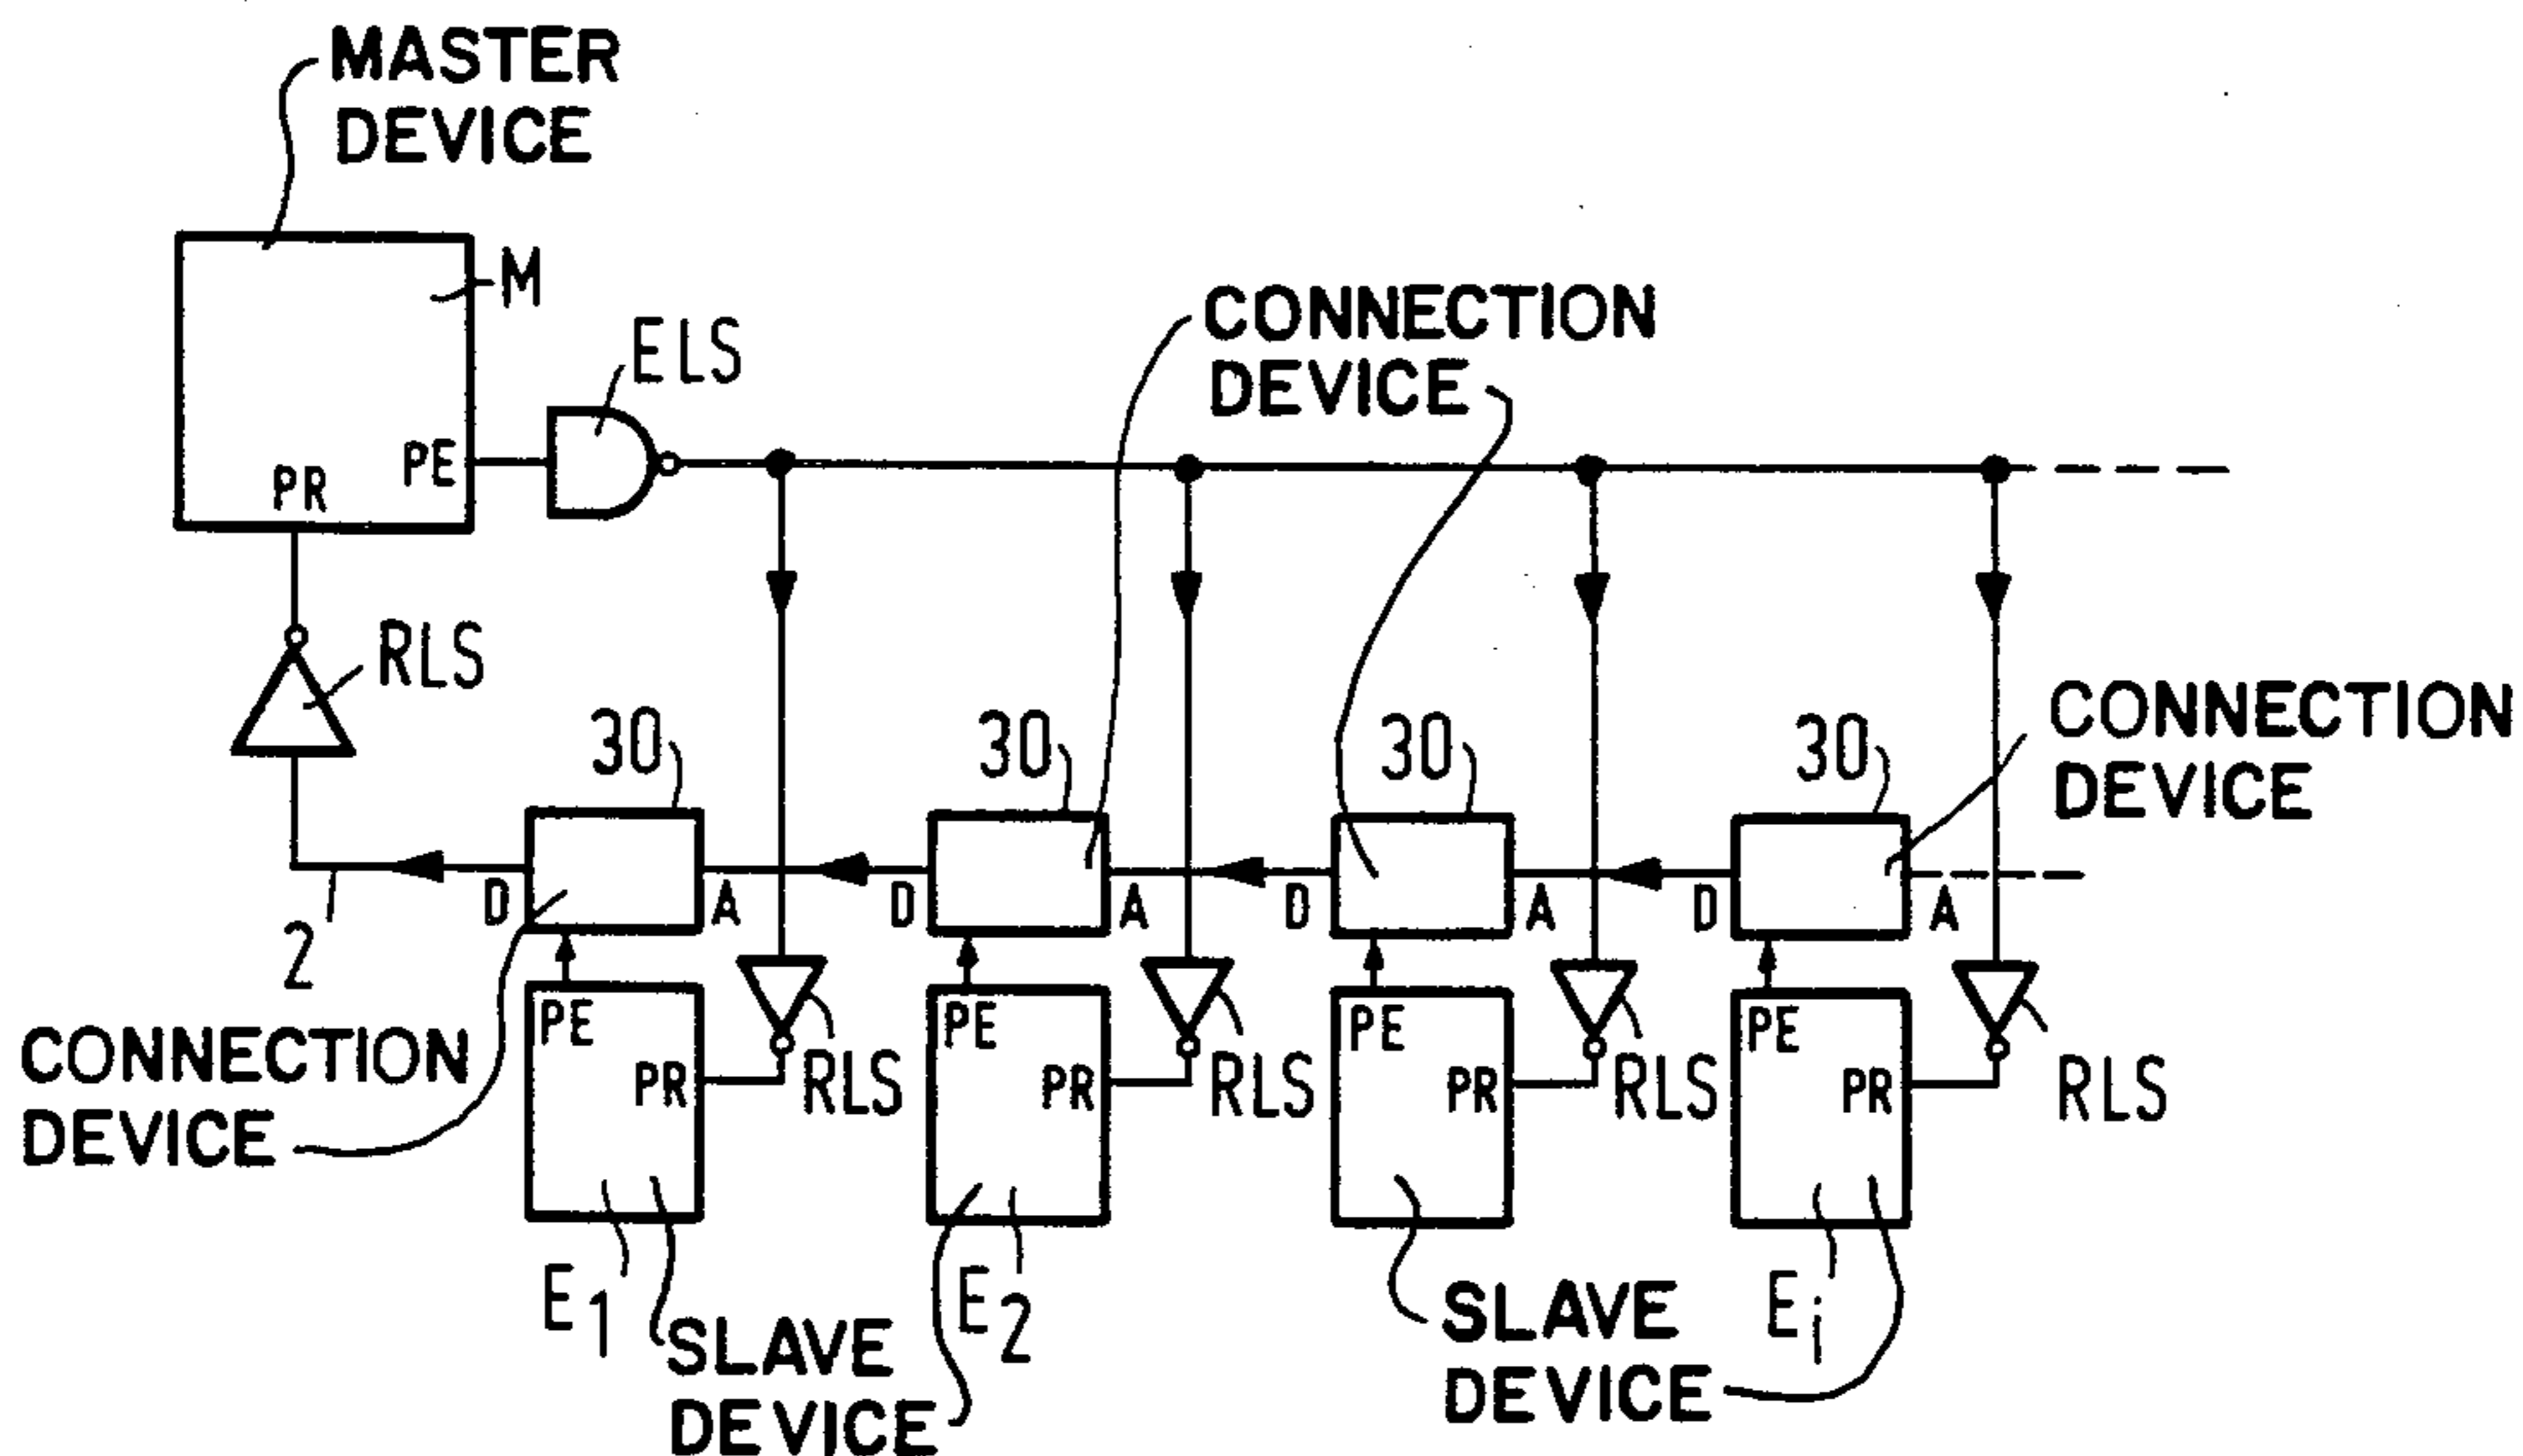 MASTER
DEVICE
M
ELS
PE
PR
CONNECTION
DEVICE
RLS
30
30
30
30
CONNECTION
DEVICE
D
A
D
A
D
A
D
A
2
PE
PE
PE
PE
CONNECTION
DEVICE
PR
RLS
PR
RLS
PR
RLS
PR
RLS
E1
E2
Ei
SLAVE
DEVICE
SLAVE
DEVICE